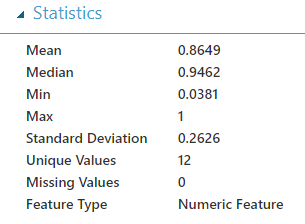 Statistics
Mean 0.8649
Median 0.9462
Min 0.0381
Max 1
Standard Deviation 0.2626
Unique Values 12
Missing Values 0
Feature Type Numeric Feature